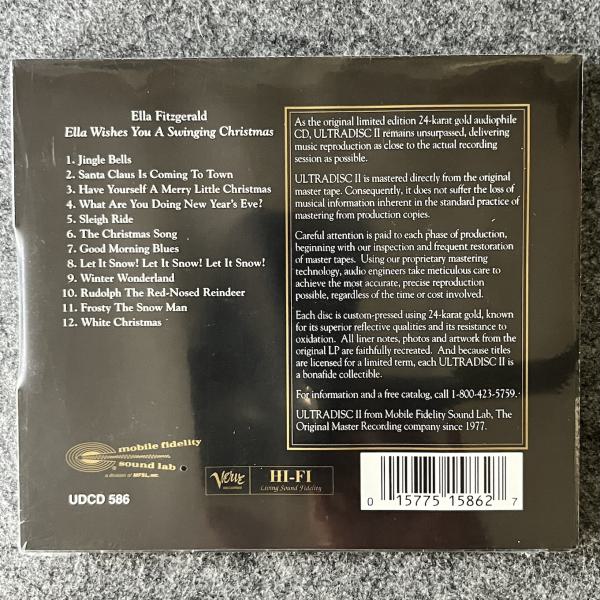 Ella Fitzgerald
Ella Wishes You A Swinging Christmas
1. Jingle Bells
2. Santa Claus Is Coming To Town
3. Have Yourself A Merry Little Christmas
4. What Are You Doing New Year's Eve?
5. Sleigh Ride
6. The Christmas Song
7. Good Morning Blues
8. Let It Snow! Let It Snow! Let It Snow!
9. Winter Wonderland
10. Rudolph The Red-Nosed Reindeer
11. Frosty The Snow Man
12. White Christmas
As the original limited edition 24-karat gold audiophile
CD, ULTRADISC II remains unsurpassed, delivering
music reproduction as close to the actual recording
session as possible.
ULTRADISC II is mastered directly from the original
master tape. Consequently, it does not suffer the loss of
musical information inherent in the standard practice of
mastering from production copies.
Careful attention is paid to each phase of production,
beginning with our inspection and frequent restoration
of master tapes. Using our proprietary mastering
technology, audio engineers take meticulous care to
achieve the most accurate, precise reproduction
possible, regardless of the time or cost involved.
Each disc is custom-pressed using 24-karat gold, known
for its superior reflective qualities and its resistance to
oxidation. All liner notes, photos and artwork from the
original LP are faithfully recreated. And because titles
are licensed for a limited term, each ULTRADISC II is
a bonafide collectible.
For information and a free catalog, call 1-800-423-5759.
ULTRADISC II from Mobile Fidelity Sound Lab, The
Original Master Recording company since 1977.
mobile fidelity
sound lab
a division of MFSL, inc.
UDCD 586
Verve
RECORDS
HI-FI
Living Sound Fidelity
0 15775 15862 7